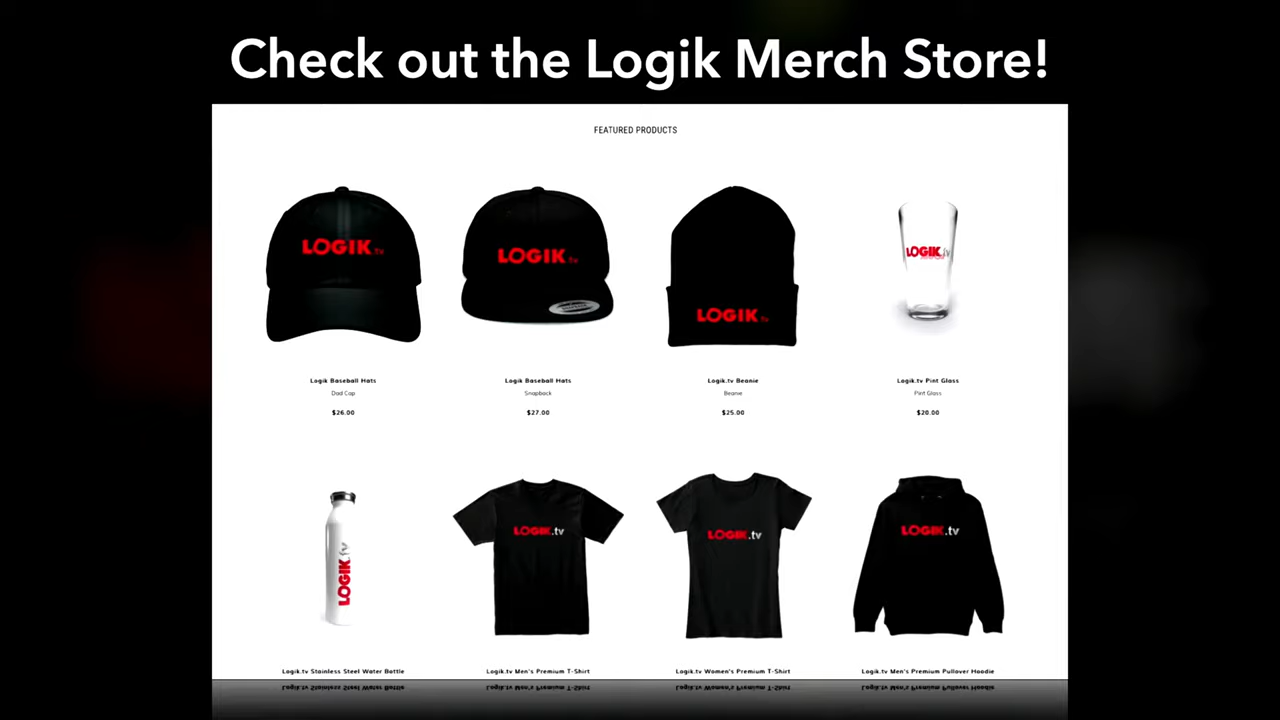 Check out the Logik Merch Store!
FEATURED PRODUCTS
LOGIK.tv
LOGIK.tv
LOGIK.tv
LOGIK.tv
Logik Baseball Hats
Dad Cap
$26.00
Logik Baseball Hats
Snapback
$27.00
Logik.tv Beanie
Beanie
$25.00
Logik.tv Pint Glass
Pint Glass
$20.00
LOGIK.tv
LOGIK.tv
LOGIK.tv
LOGIK.tv
Logik.tv Stainless Steel Water Bottle
Logik.tv Men's Premium T-Shirt
Logik.tv Women's Premium T-Shirt
Logik.tv Men's Premium Pullover Hoodie